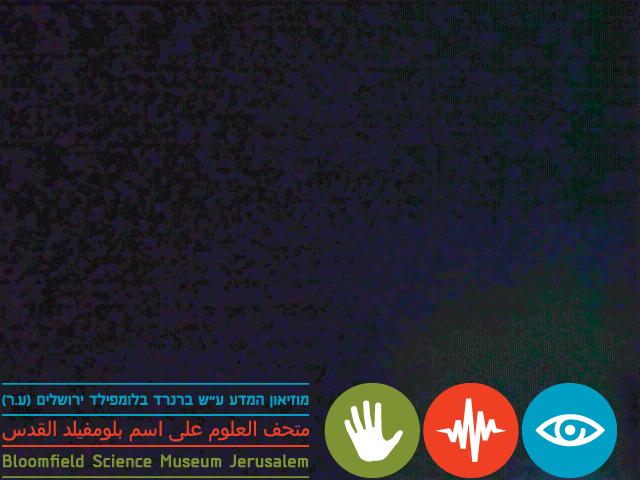 מוזיאון המדע ע״ש ברנרד בלומפילד ירושלים (ע.ר)
متحف العلوم على اسم بلومفيلد القدس
Bloomfield Science Museum Jerusalem